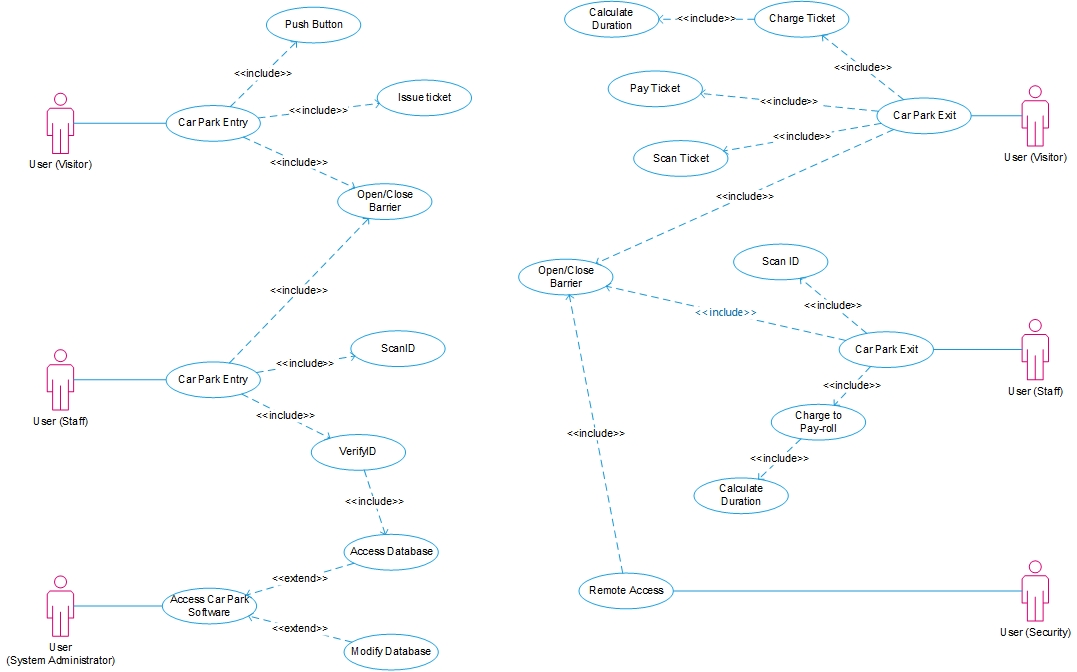 Push Button
<<include>>
Issue ticket
<<include>>
Car Park Entry
User (Visitor)
<<include>>
Open/Close
Barrier
<<include>>
ScanID
<<include>>
Car Park Entry
User (Staff)
<<include>>
VerifyID
<<include>>
Access Database
<<extend>>
Access Car Park
Software
<<extend>>
User
(System Administrator)
Modify Database
Calculate
Duration
<<include>>
Charge Ticket
<<include>>
Pay Ticket
<<include>>
Car Park Exit
<<include>>
Scan Ticket
User (Visitor)
<<include>>
Open/Close
Barrier
Scan ID
<<include>>
<<include>>
Car Park Exit
User (Staff)
<<include>>
Charge to
Pay-roll
<<include>>
<<include>>
Calculate
Duration
Remote Access
User (Security)